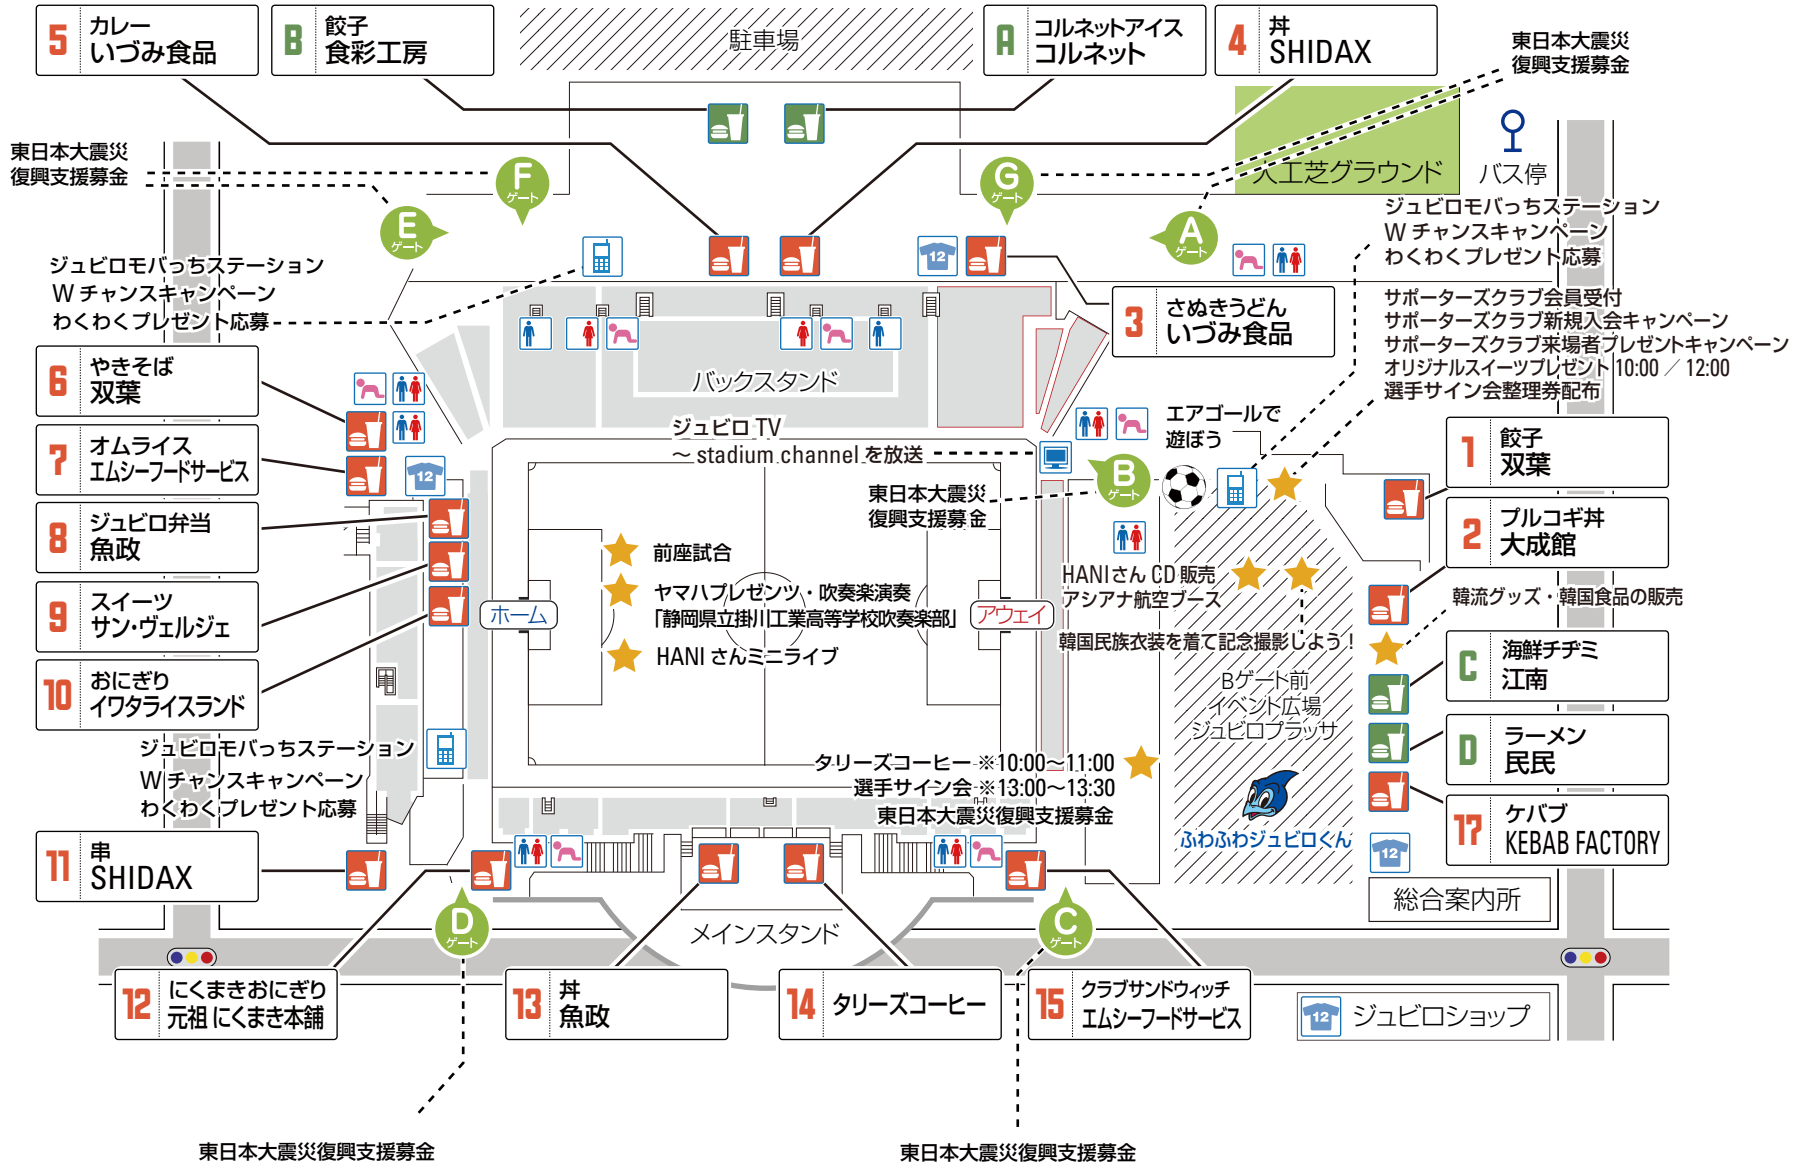 5
カレー
いづみ食品
B
餃子
食彩工房
駐車場
A
コルネットアイス
コルネット
4
丼
SHIDAX
東日本大震災
復興支援募金
東日本大震災
復興支援募金
F
ゲート
G
ゲート
E
ゲート
A
ゲート
人工芝グラウンド
バス停
ジュビロモバっちステーション
W チャンスキャンペーン
わくわくプレゼント応募
ジュビロモバっちステーション
W チャンスキャンペーン
わくわくプレゼント応募
12
3
さぬきうどん
いづみ食品
サポーターズクラブ会員受付
サポーターズクラブ新規入会キャンペーン
サポーターズクラブ来場者プレゼントキャンペーン
オリジナルスイーツプレゼント 10:00 ／ 12:00
選手サイン会整理券配布
バックスタンド
6
やきそば
双葉
7
オムライス
エムシーフードサービス
12
8
ジュビロ弁当
魚政
9
スイーツ
サン・ヴェルジェ
10
おにぎり
イワタライスランド
ジュビロ TV
～ stadium channel を放送
エアゴールで
遊ぼう
B
ゲート
東日本大震災
復興支援募金
1
餃子
双葉
2
プルコギ丼
大成館
韓流グッズ・韓国食品の販売
前座試合
ヤマハプレゼンツ・吹奏楽演奏
「静岡県立掛川工業高等学校吹奏楽部」
HANI さんミニライブ
ホーム
アウェイ
HANIさん CD 販売
アシアナ航空ブース
韓国民族衣装を着て記念撮影しよう！
Bゲート前
イベント広場
ジュビロプラッサ
C
海鮮チヂミ
江南
D
ラーメン
民民
17
ケバブ
KEBAB FACTORY
ジュビロモバっちステーション
W チャンスキャンペーン
わくわくプレゼント応募
タリーズコーヒー ※10:00～11:00
選手サイン会 ※13:00～13:30
東日本大震災復興支援募金
ふわふわジュビロくん
12
総合案内所
11
串
SHIDAX
D
ゲート
メインスタンド
C
ゲート
12
にくまきおにぎり
元祖 にくまき本舗
13
丼
魚政
14
タリーズコーヒー
15
クラブサンドウィッチ
エムシーフードサービス
12
ジュビロショップ
東日本大震災復興支援募金
東日本大震災復興支援募金